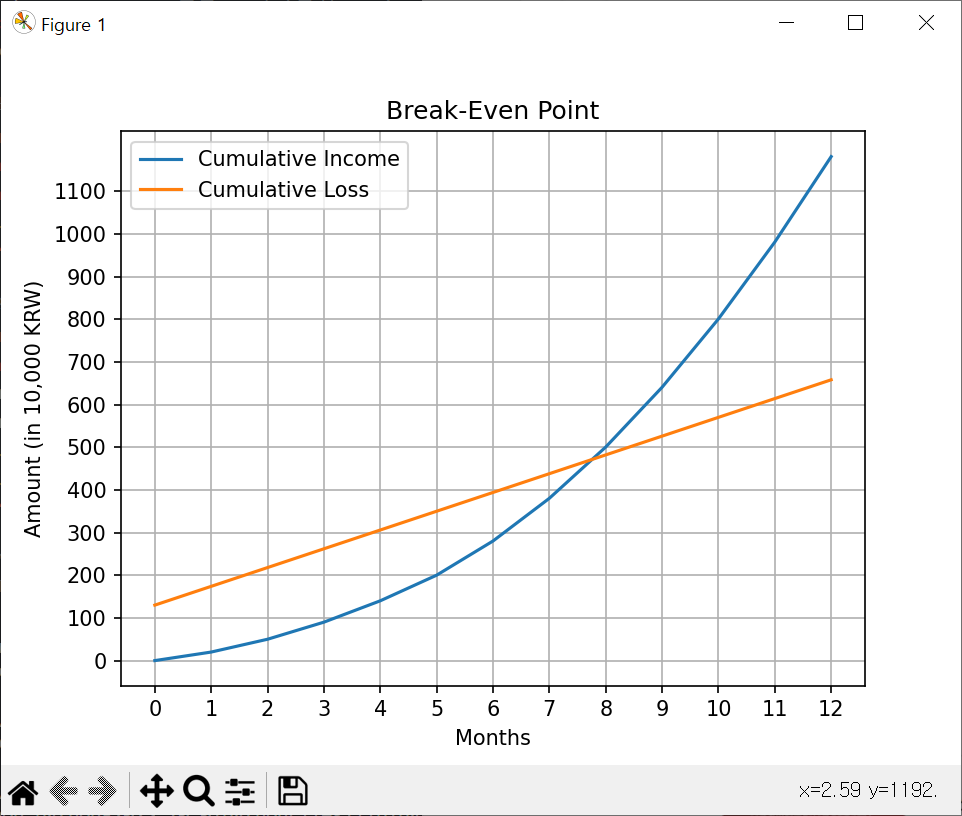 Figure 1
Break-Even Point
Cumulative Income
Cumulative Loss
1100
1000
900
800
700
600
500
400
300
200
100
0
Amount (in 10,000 KRW)
0 1 2 3 4 5 6 7 8 9 10 11 12
Months
x=2.59 y=1192.